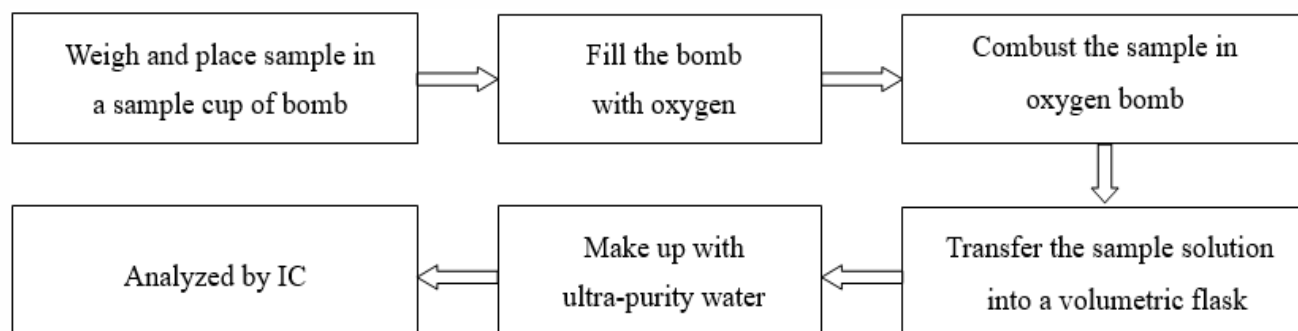 Weigh and place sample in
a sample cup of bomb
Fill the bomb
with oxygen
Combust the sample in
oxygen bomb
Transfer the sample solution
into a volumetric flask
Make up with
ultra-purity water
Analyzed by IC